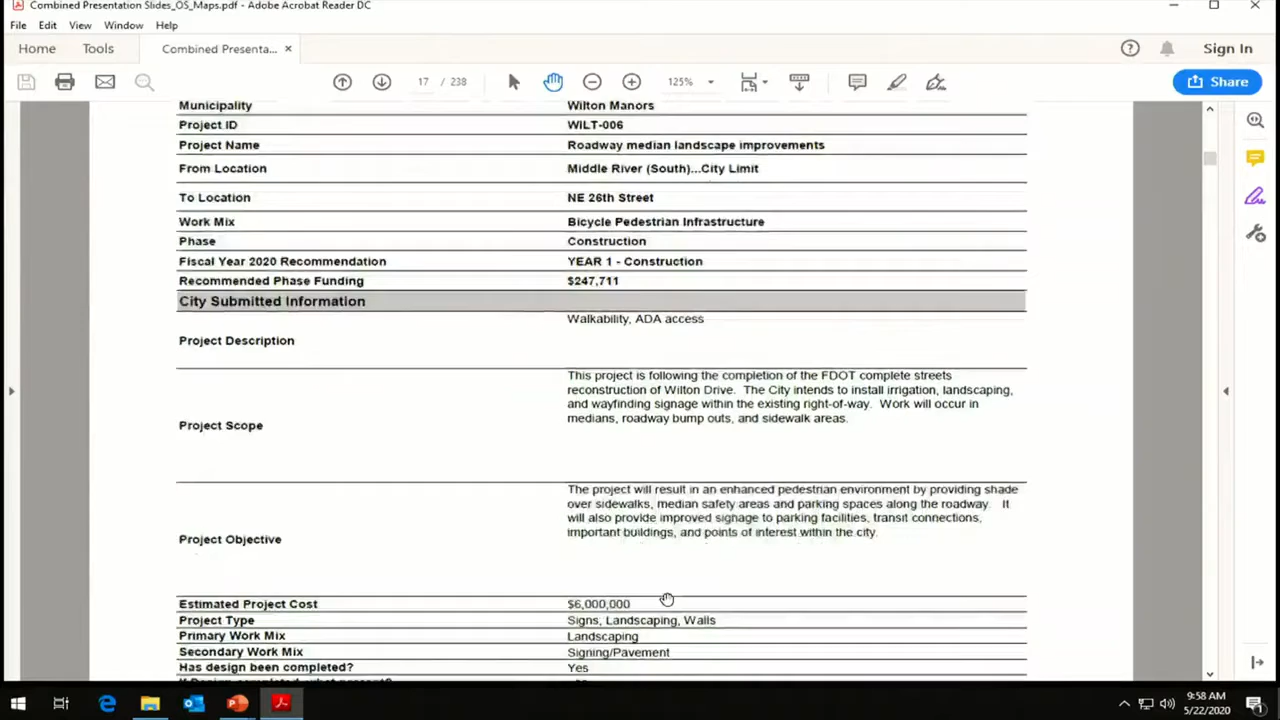 Combined Presentation Slides_OS_Maps.pdf - Adobe Acrobat Reader DC
File Edit View Window Help
Home Tools Combined Presenta... × Sign In
17 / 238 125% Share
Municipality Wilton Manors
Project ID WILT-006
Project Name Roadway median landscape improvements
From Location Middle River (South)...City Limit
To Location NE 26th Street
Work Mix Bicycle Pedestrian Infrastructure
Phase Construction
Fiscal Year 2020 Recommendation YEAR 1 - Construction
Recommended Phase Funding $247,711
City Submitted Information
Walkability, ADA access
Project Description
This project is following the completion of the FDOT complete streets
reconstruction of Wilton Drive. The City intends to install irrigation, landscaping,
and wayfinding signage within the existing right-of-way. Work will occur in
medians, roadway bump outs, and sidewalk areas.
Project Scope
The project will result in an enhanced pedestrian environment by providing shade
over sidewalks, median safety areas and parking spaces along the roadway. It
will also provide improved signage to parking facilities, transit connections,
important buildings, and points of interest within the city.
Project Objective
Estimated Project Cost $6,000,000
Project Type Signs, Landscaping, Walls
Primary Work Mix Landscaping
Secondary Work Mix Signing/Pavement
Has design been completed? Yes
9:58 AM
5/22/2020